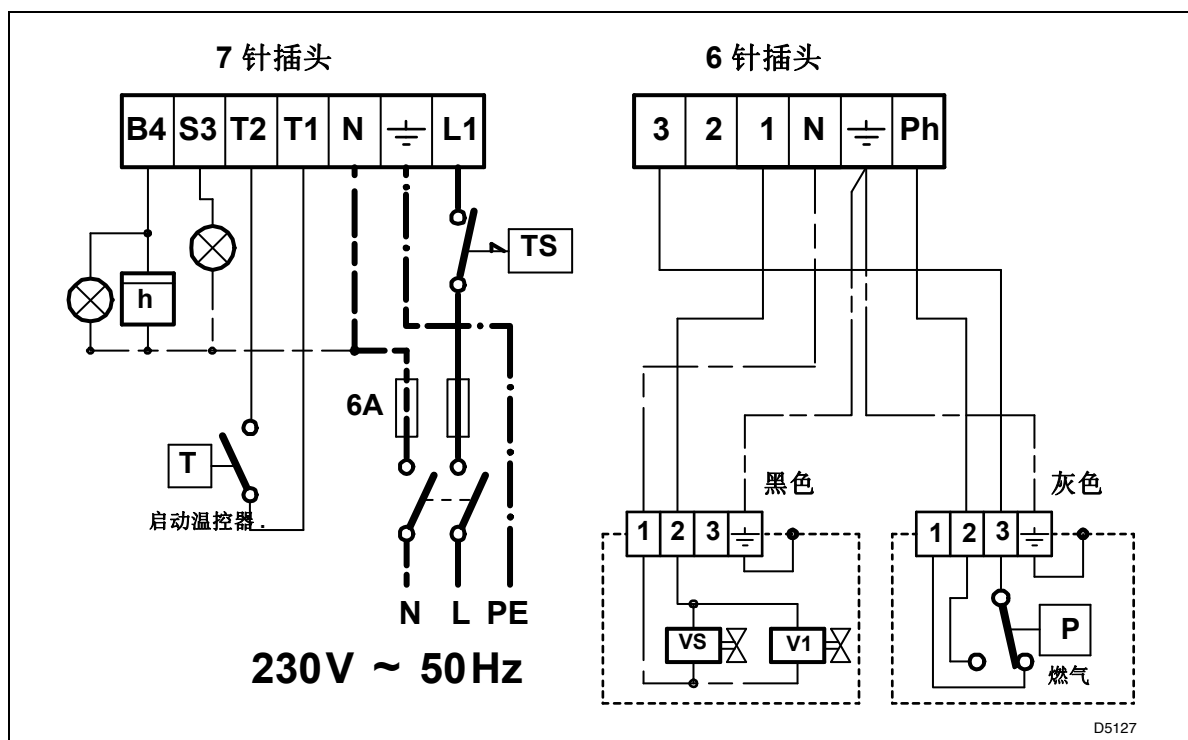 7 针插头
6 针插头
B4 S3 T2 T1 N L1
3 2 1 N Ph
TS
h
6A
T
启动温控器.
黑色
灰色
1 2 3
1 2 3
N L PE
VS
V1
P
燃气
230V ~ 50Hz
D5127